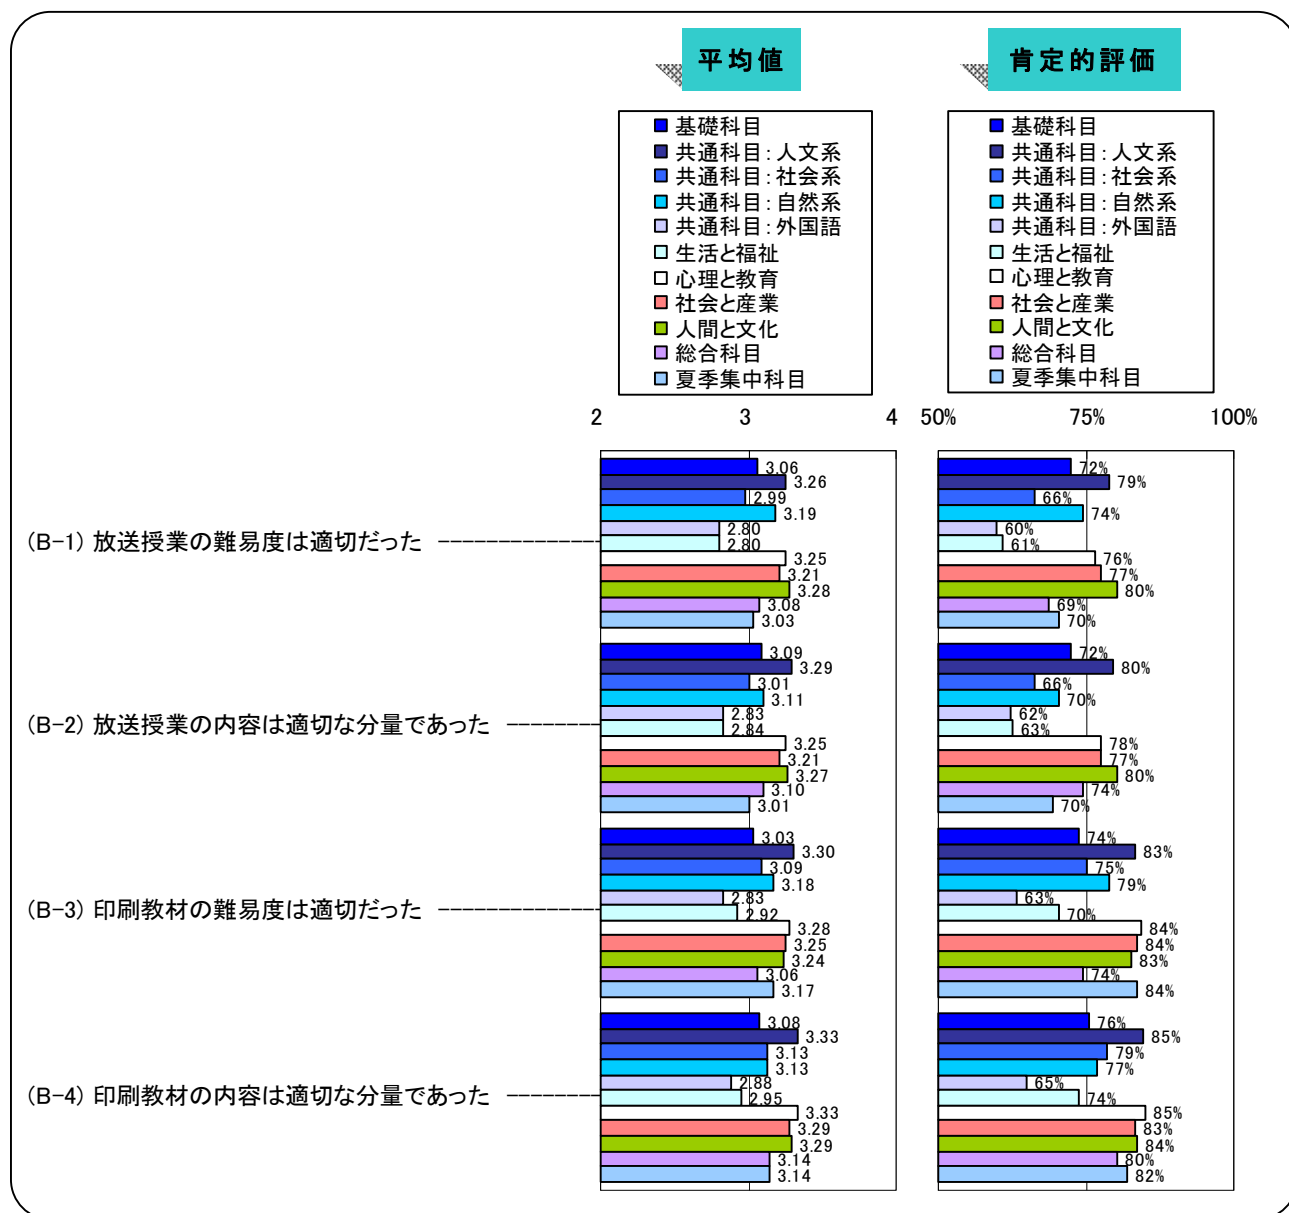 平均値
肯定的評価
基礎科目
共通科目：人文系
共通科目：社会系
共通科目：自然系
共通科目：外国語
生活と福祉
心理と教育
社会と産業
人間と文化
総合科目
夏季集中科目
基礎科目
共通科目：人文系
共通科目：社会系
共通科目：自然系
共通科目：外国語
生活と福祉
心理と教育
社会と産業
人間と文化
総合科目
夏季集中科目
2 3 4
50% 75% 100%
(B-1) 放送授業の難易度は適切だった
3.06
3.26
2.99
3.19
2.80
2.80
3.25
3.21
3.28
3.08
3.03
72%
79%
66%
74%
60%
61%
76%
77%
80%
69%
70%
(B-2) 放送授業の内容は適切な分量であった
3.09
3.29
3.01
3.11
2.83
2.84
3.25
3.21
3.27
3.10
3.01
72%
80%
66%
70%
62%
63%
78%
77%
80%
74%
70%
(B-3) 印刷教材の難易度は適切だった
3.03
3.30
3.09
3.18
2.83
2.92
3.28
3.25
3.24
3.06
3.17
74%
83%
75%
79%
63%
70%
84%
84%
83%
74%
84%
(B-4) 印刷教材の内容は適切な分量であった
3.08
3.33
3.13
3.13
2.88
2.95
3.33
3.29
3.29
3.14
3.14
76%
85%
79%
77%
65%
74%
85%
83%
84%
80%
82%